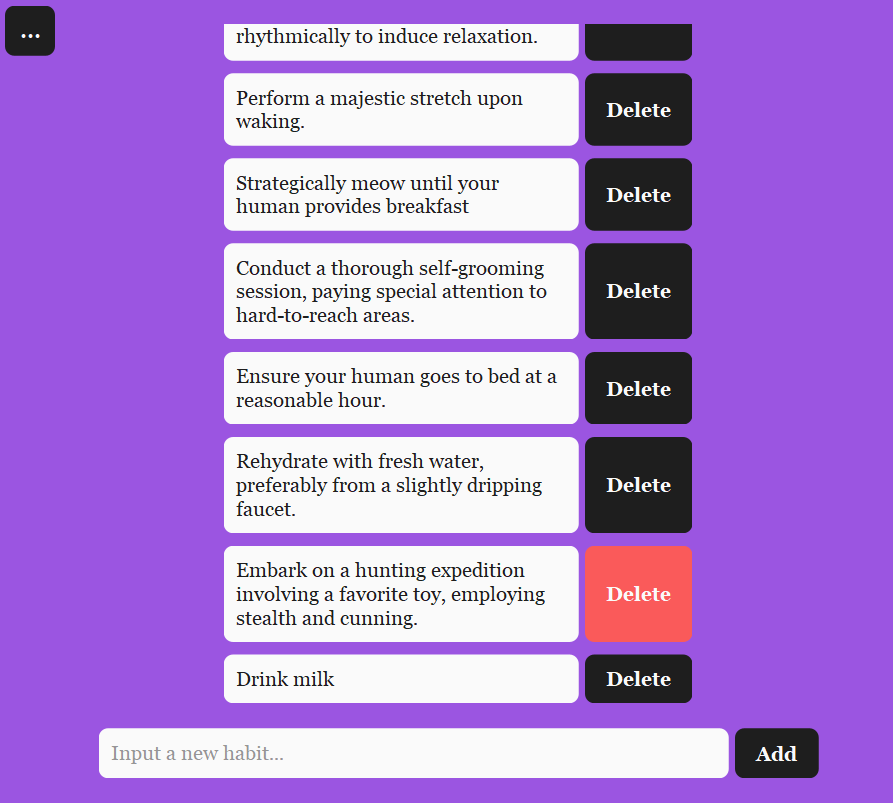 ...
rhythmically to induce relaxation.
Perform a majestic stretch upon
waking.
Delete
Strategically meow until your
human provides breakfast
Delete
Conduct a thorough self-grooming
session, paying special attention to
hard-to-reach areas.
Delete
Ensure your human goes to bed at a
reasonable hour.
Delete
Rehydrate with fresh water,
preferably from a slightly dripping
faucet.
Delete
Embark on a hunting expedition
involving a favorite toy, employing
stealth and cunning.
Delete
Drink milk
Delete
Input a new habit...
Add